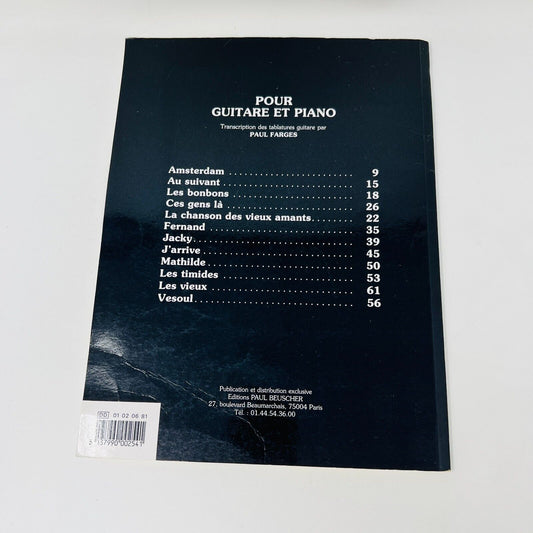 POUR
GUITARE ET PIANO
Transcription des tablatures guitare par
PAUL FARGES
Amsterdam 9
Au suivant 15
Les bonbons 18
Ces gens là 26
La chanson des vieux amants 22
Fernand 35
Jacky 39
J'arrive 45
Mathilde 50
Les timides 53
Les vieux 61
Vesoul 56
Publication et distribution exclusive
Editions PAUL BEUSCHER
27, boulevard Beaumarchais, 75004 Paris
Tél. : 01.44.54.36.00
DD 01 02 06 81